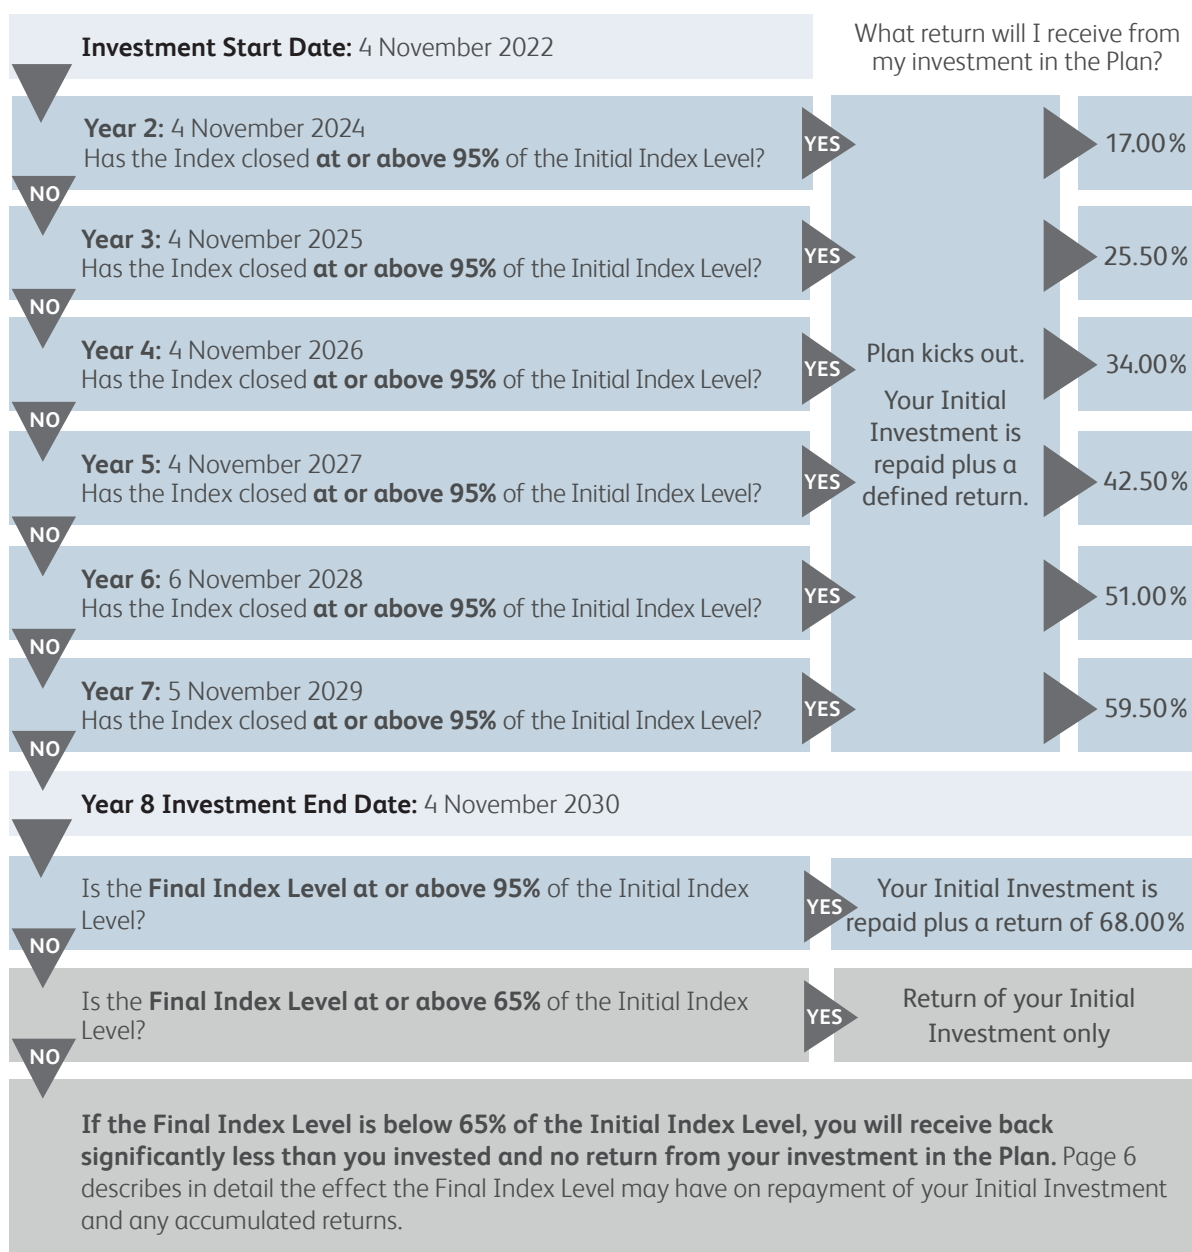 Investment Start Date: 4 November 2022
What return will I receive from
my investment in the Plan?
Year 2: 4 November 2024
Has the Index closed at or above 95% of the Initial Index Level?
YES
17.00%
NO
Year 3: 4 November 2025
Has the Index closed at or above 95% of the Initial Index Level?
YES
25.50%
NO
Year 4: 4 November 2026
Has the Index closed at or above 95% of the Initial Index Level?
YES
Plan kicks out.
Your Initial
Investment is
repaid plus a
defined return.
34.00%
NO
Year 5: 4 November 2027
Has the Index closed at or above 95% of the Initial Index Level?
YES
42.50%
NO
Year 6: 6 November 2028
Has the Index closed at or above 95% of the Initial Index Level?
YES
51.00%
NO
Year 7: 5 November 2029
Has the Index closed at or above 95% of the Initial Index Level?
YES
59.50%
NO
Year 8 Investment End Date: 4 November 2030
Is the Final Index Level at or above 95% of the Initial Index
Level?
YES
Your Initial Investment is
repaid plus a return of 68.00%
NO
Is the Final Index Level at or above 65% of the Initial Index
Level?
YES
Return of your Initial
Investment only
NO
If the Final Index Level is below 65% of the Initial Index Level, you will receive back
significantly less than you invested and no return from your investment in the Plan. Page 6
describes in detail the effect the Final Index Level may have on repayment of your Initial Investment
and any accumulated returns.